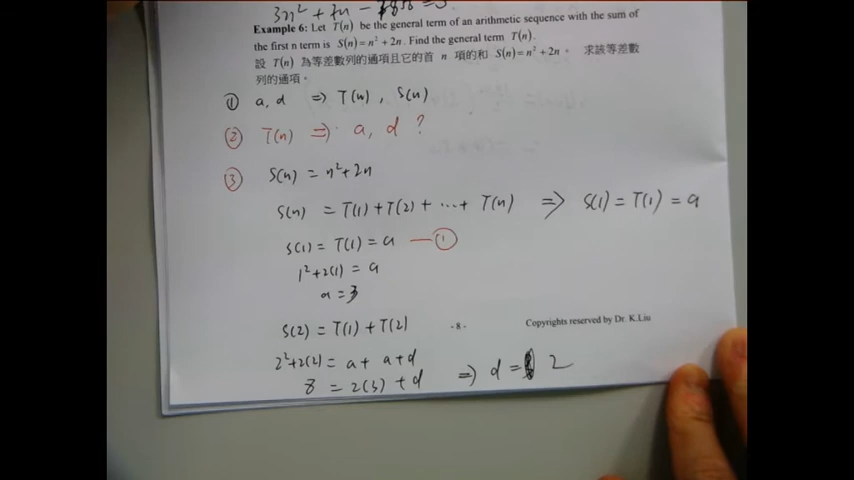 3n² + 7n −
Example 6: Let T(n) be the general term of an arithmetic sequence with the sum of
the first n term is S(n)=n²+2n. Find the general term T(n).
設 T(n) 為等差數列的通項且它的首 n 項的和 S(n)=n²+2n。 求該等差數
列的通項。
① a, d ⇒ T(n), S(n)
② T(n) ⇒ a, d ?
③ S(n) = n²+2n
S(n) = T(1)+T(2)+ ... + T(n) ⇒ S(1) = T(1) = a
S(1) = T(1) = a —①
1²+2(1) = a
a = 3
S(2) = T(1)+T(2)
- 8 -
Copyrights reserved by Dr. K.Liu
2²+2(2) = a + a+d
8 = 2(3) + d ⇒ d = 2